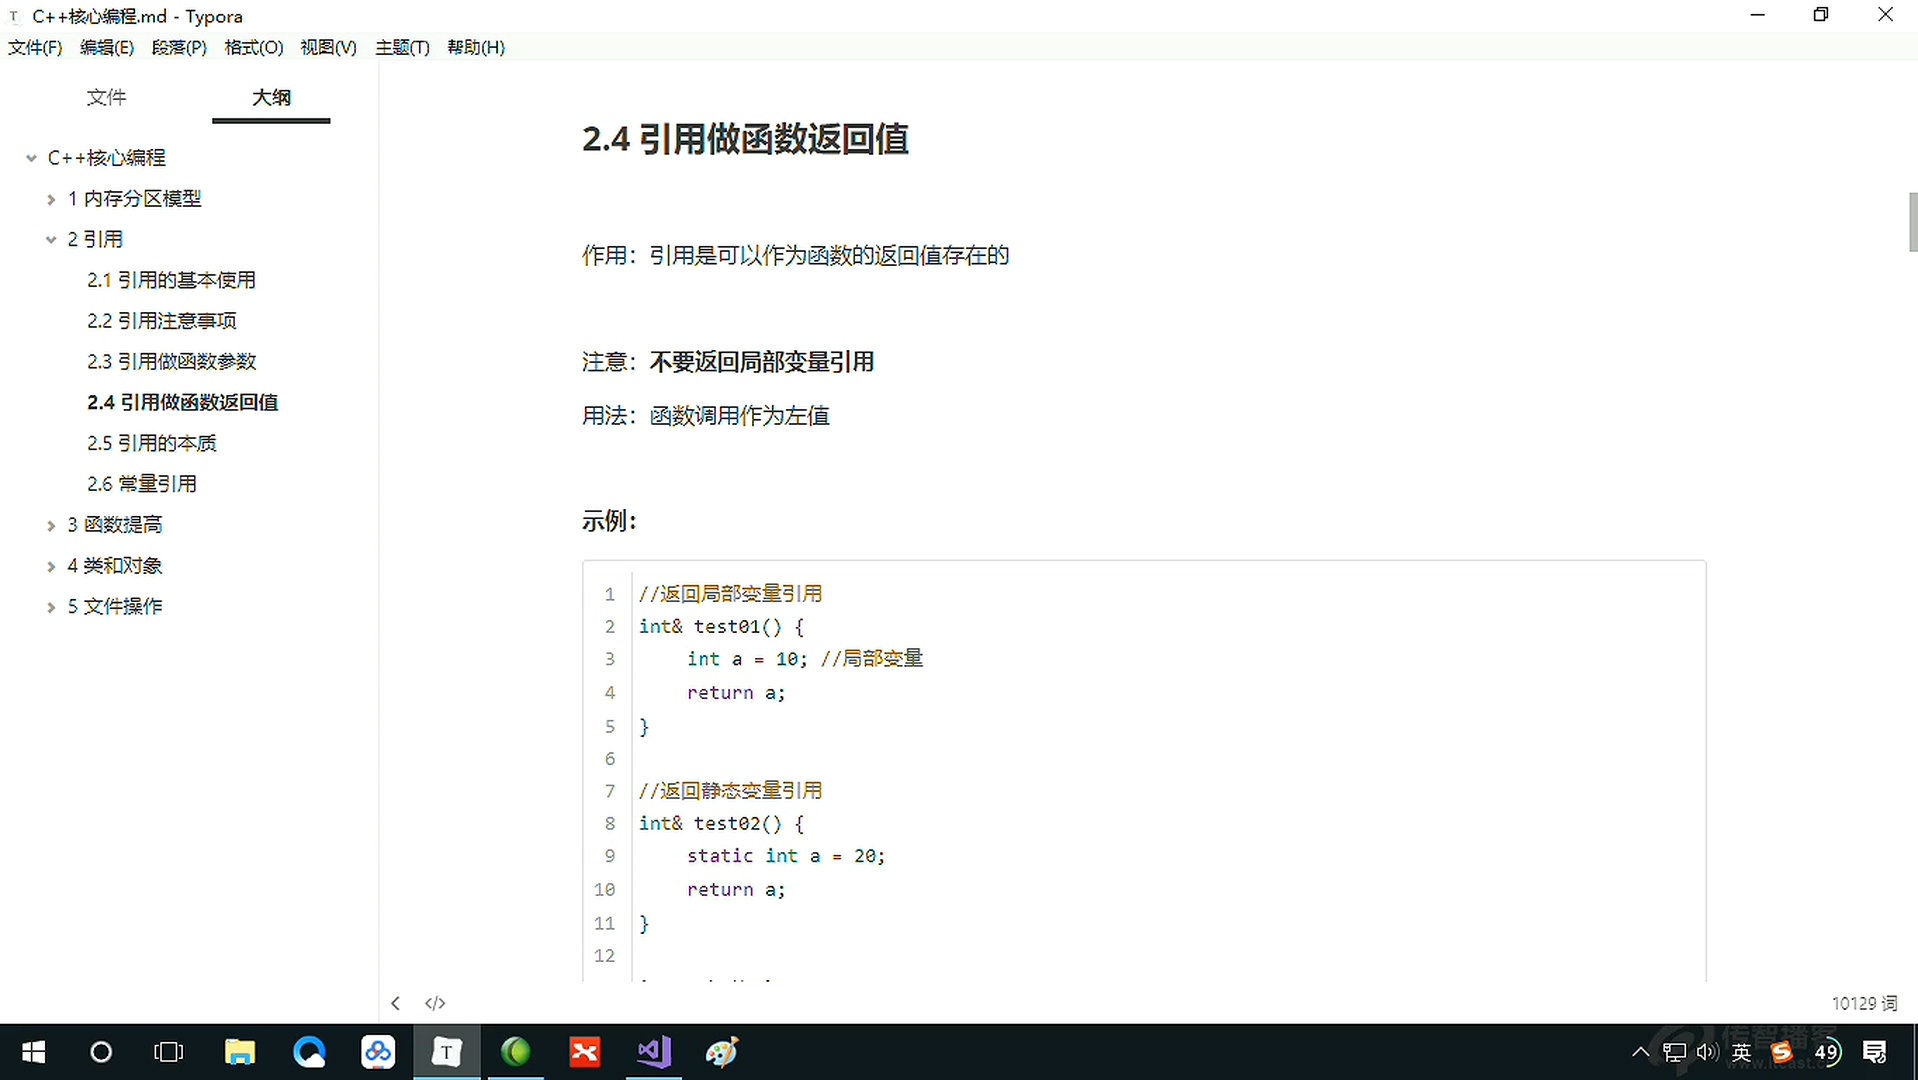 C++核心编程.md - Typora
文件(F) 编辑(E) 段落(P) 格式(O) 视图(V) 主题(T) 帮助(H)
文件 大纲
C++核心编程
1 内存分区模型
2 引用
2.1 引用的基本使用
2.2 引用注意事项
2.3 引用做函数参数
2.4 引用做函数返回值
2.5 引用的本质
2.6 常量引用
3 函数提高
4 类和对象
5 文件操作
2.4 引用做函数返回值
作用：引用是可以作为函数的返回值存在的
注意：不要返回局部变量引用
用法：函数调用作为左值
示例：
1 //返回局部变量引用
2 int& test01() {
3 int a = 10; //局部变量
4 return a;
5 }
6
7 //返回静态变量引用
8 int& test02() {
9 static int a = 20;
10 return a;
11 }
12
</> 10129 词
T 英 49
传智播客